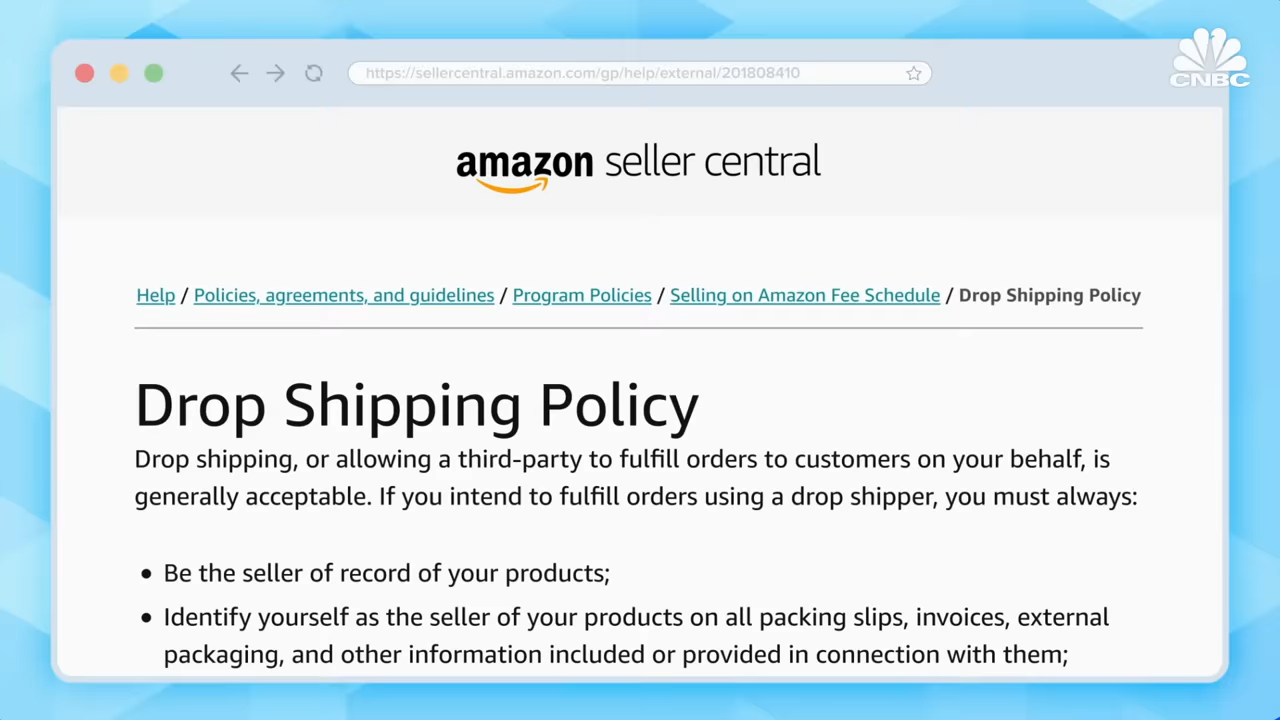 https://sellercentral.amazon.com/gp/help/external/201808410
CNBC
amazon seller central
Help / Policies, agreements, and guidelines / Program Policies / Selling on Amazon Fee Schedule / Drop Shipping Policy
Drop Shipping Policy
Drop shipping, or allowing a third-party to fulfill orders to customers on your behalf, is
generally acceptable. If you intend to fulfill orders using a drop shipper, you must always:
• Be the seller of record of your products;
• Identify yourself as the seller of your products on all packing slips, invoices, external
packaging, and other information included or provided in connection with them;